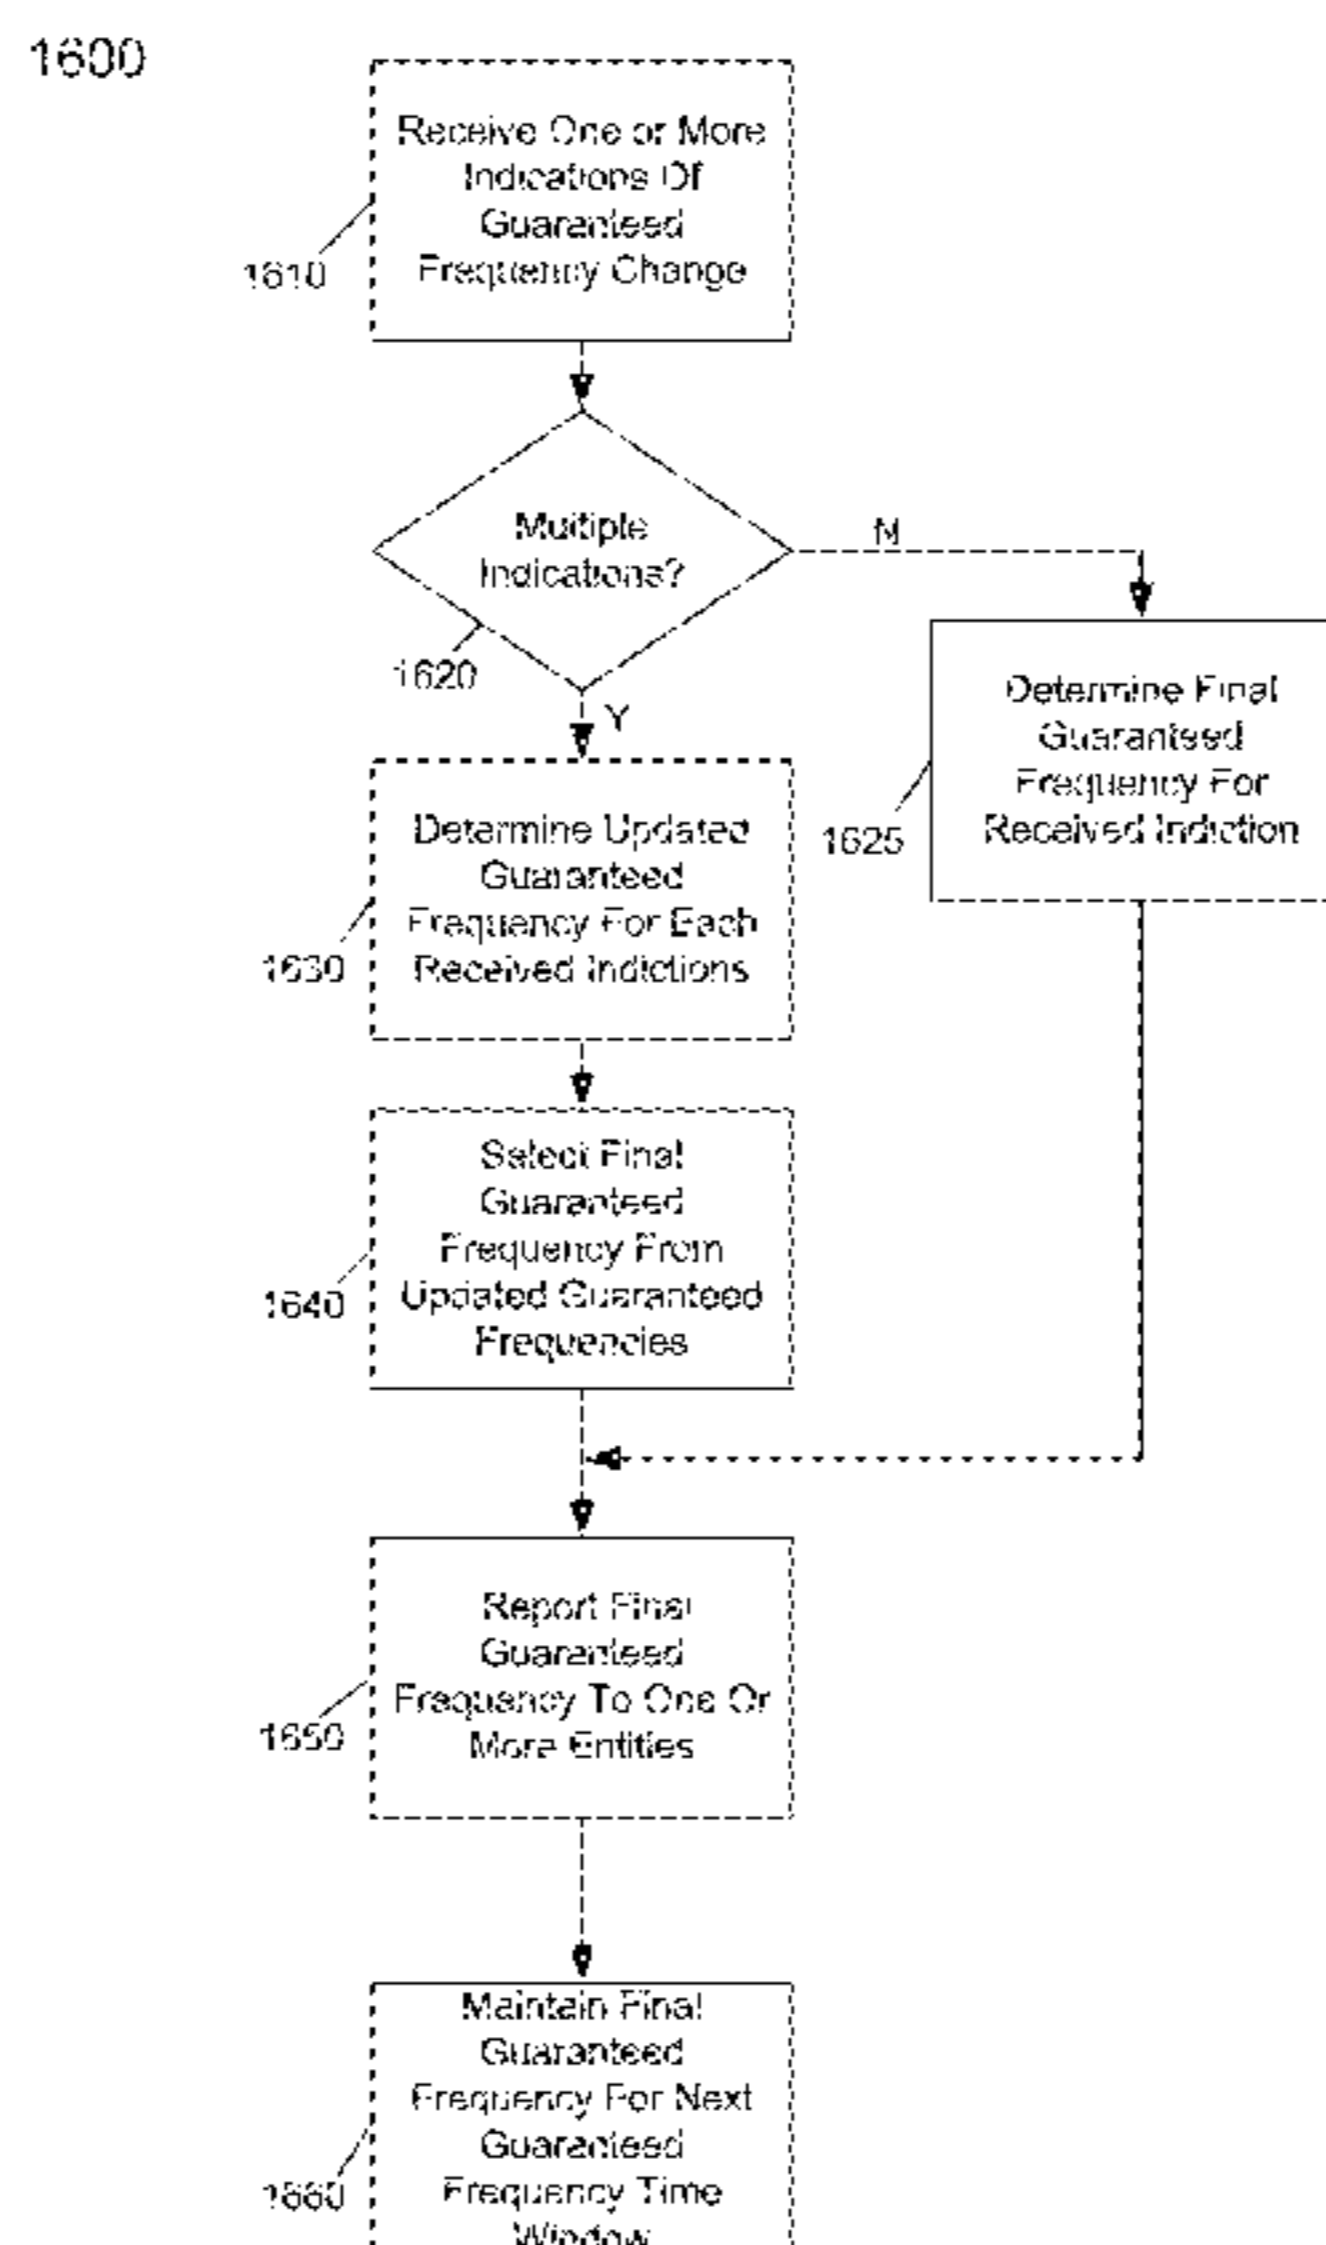 1600
Receive One or More
Indications Of
Guaranteed
Frequency Change
1610
Multiple
Indications?
N
1620
Y
Determine Final
Guaranteed
Frequency For
Received Indiction
1625
Determine Updated
Guaranteed
Frequency For Each
Received Indictions
1630
Select Final
Guaranteed
Frequency From
Updated Guaranteed
Frequencies
1640
Report Final
Guaranteed
Frequency To One Or
More Entities
1650
Maintain Final
Guaranteed
Frequency For Next
Guaranteed
Frequency Time
Window
1660